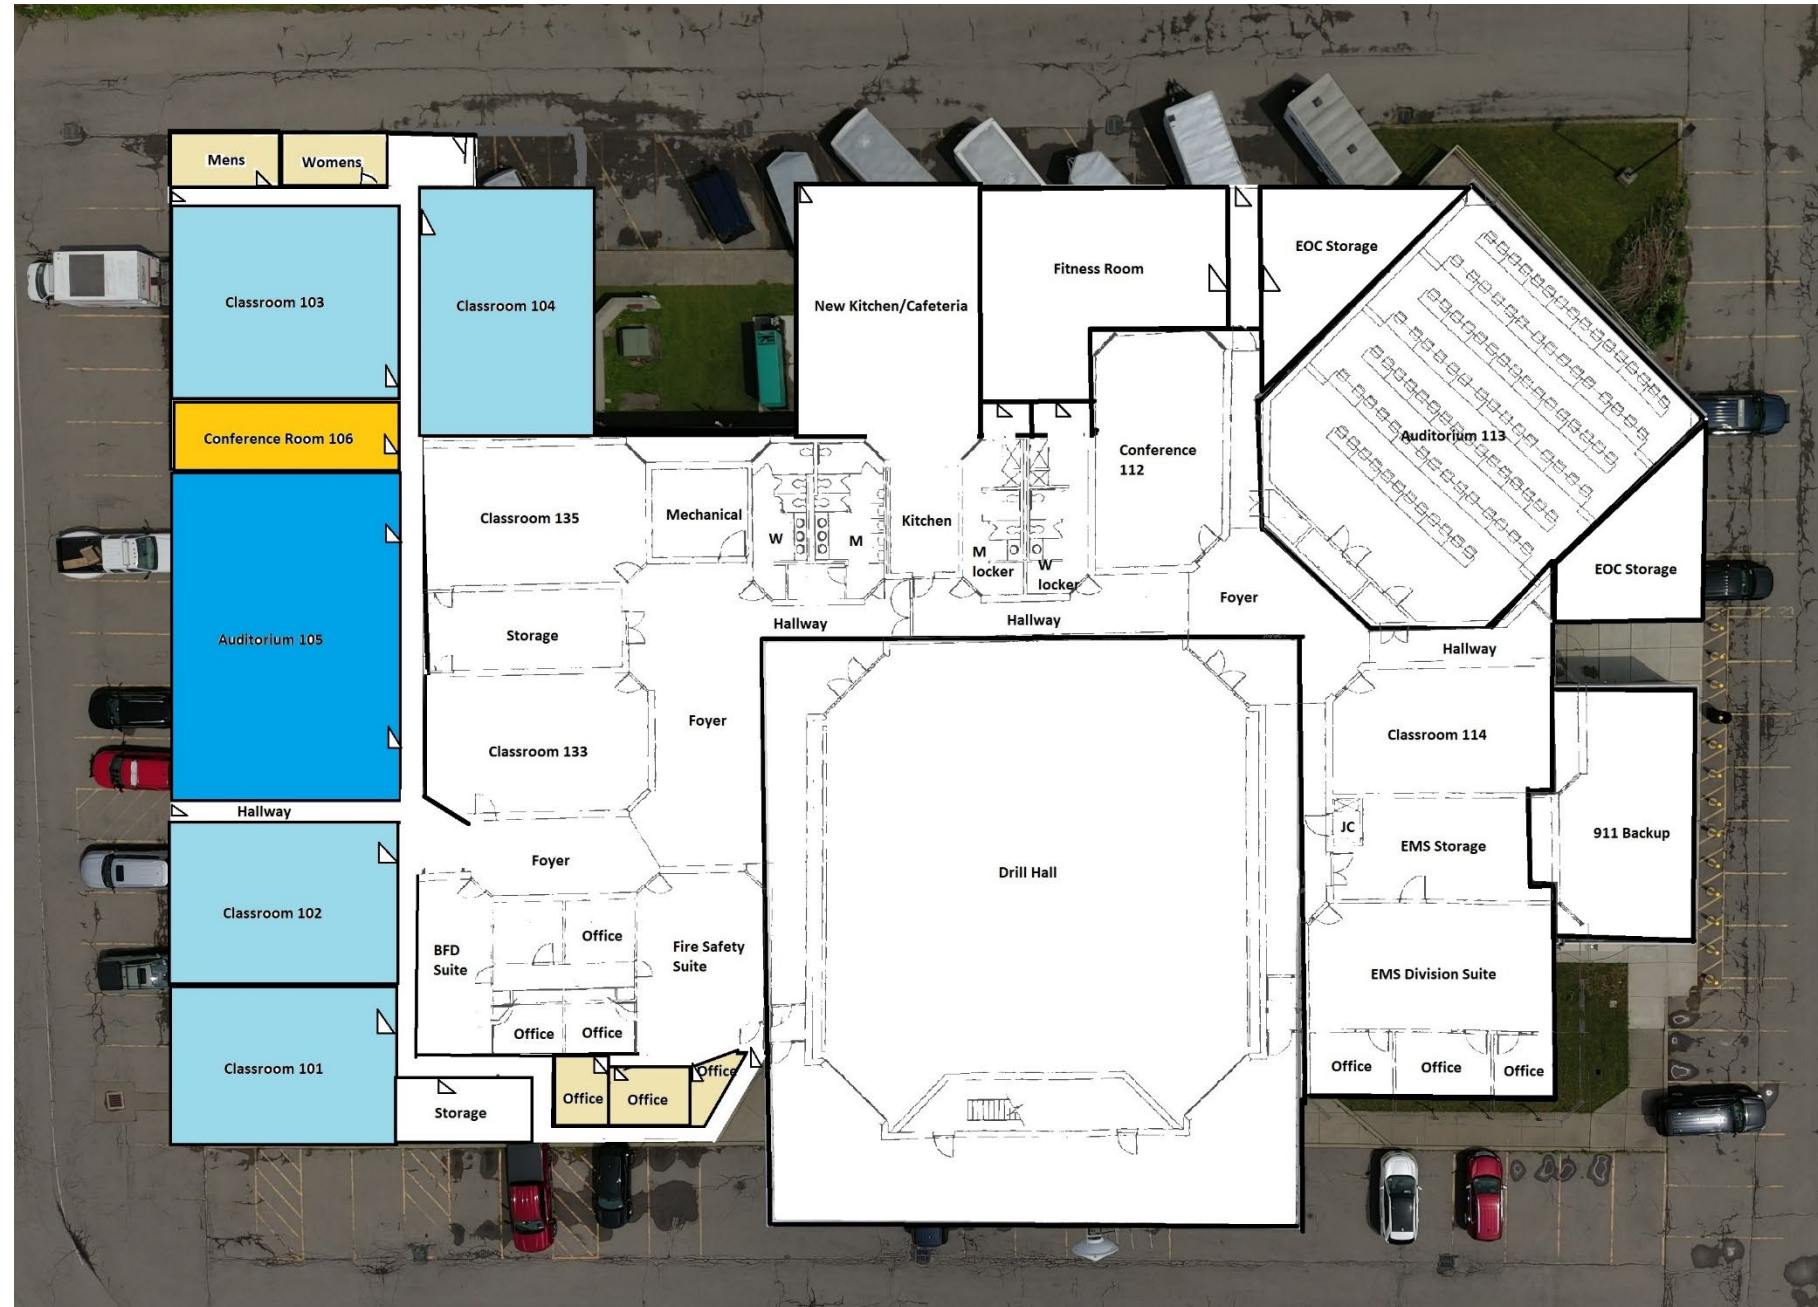 Mens
Womens
Classroom 103
Classroom 104
New Kitchen/Cafeteria
Fitness Room
EOC Storage
Conference Room 106
Auditorium 113
Conference
112
Classroom 135
Mechanical
W
M
Kitchen
M
locker
W
locker
EOC Storage
Auditorium 105
Storage
Hallway
Hallway
Foyer
Hallway
Foyer
Classroom 133
Classroom 114
Hallway
JC
911 Backup
EMS Storage
Foyer
Drill Hall
Classroom 102
Office
BFD
Suite
Fire Safety
Suite
EMS Division Suite
Office
Office
Classroom 101
Office
Office
Office
Office
Office
Office
Storage